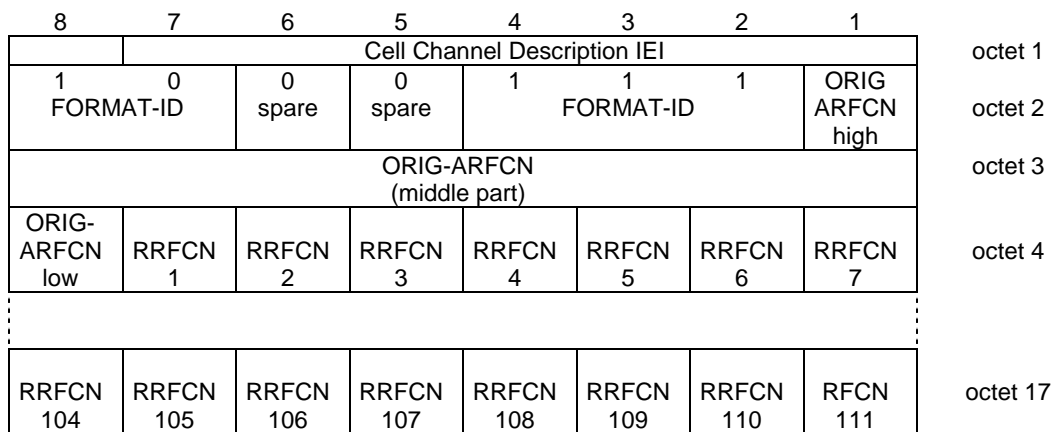 8 7 6 5 4 3 2 1
Cell Channel Description IEI octet 1
1 0 0 0 1 1 1 ORIG
FORMAT-ID spare spare FORMAT-ID ARFCN octet 2
high
ORIG-ARFCN octet 3
(middle part)
ORIG-
ARFCN RRFCN RRFCN RRFCN RRFCN RRFCN RRFCN RRFCN octet 4
low 1 2 3 4 5 6 7
RRFCN RRFCN RRFCN RRFCN RRFCN RRFCN RRFCN RFCN octet 17
104 105 106 107 108 109 110 111